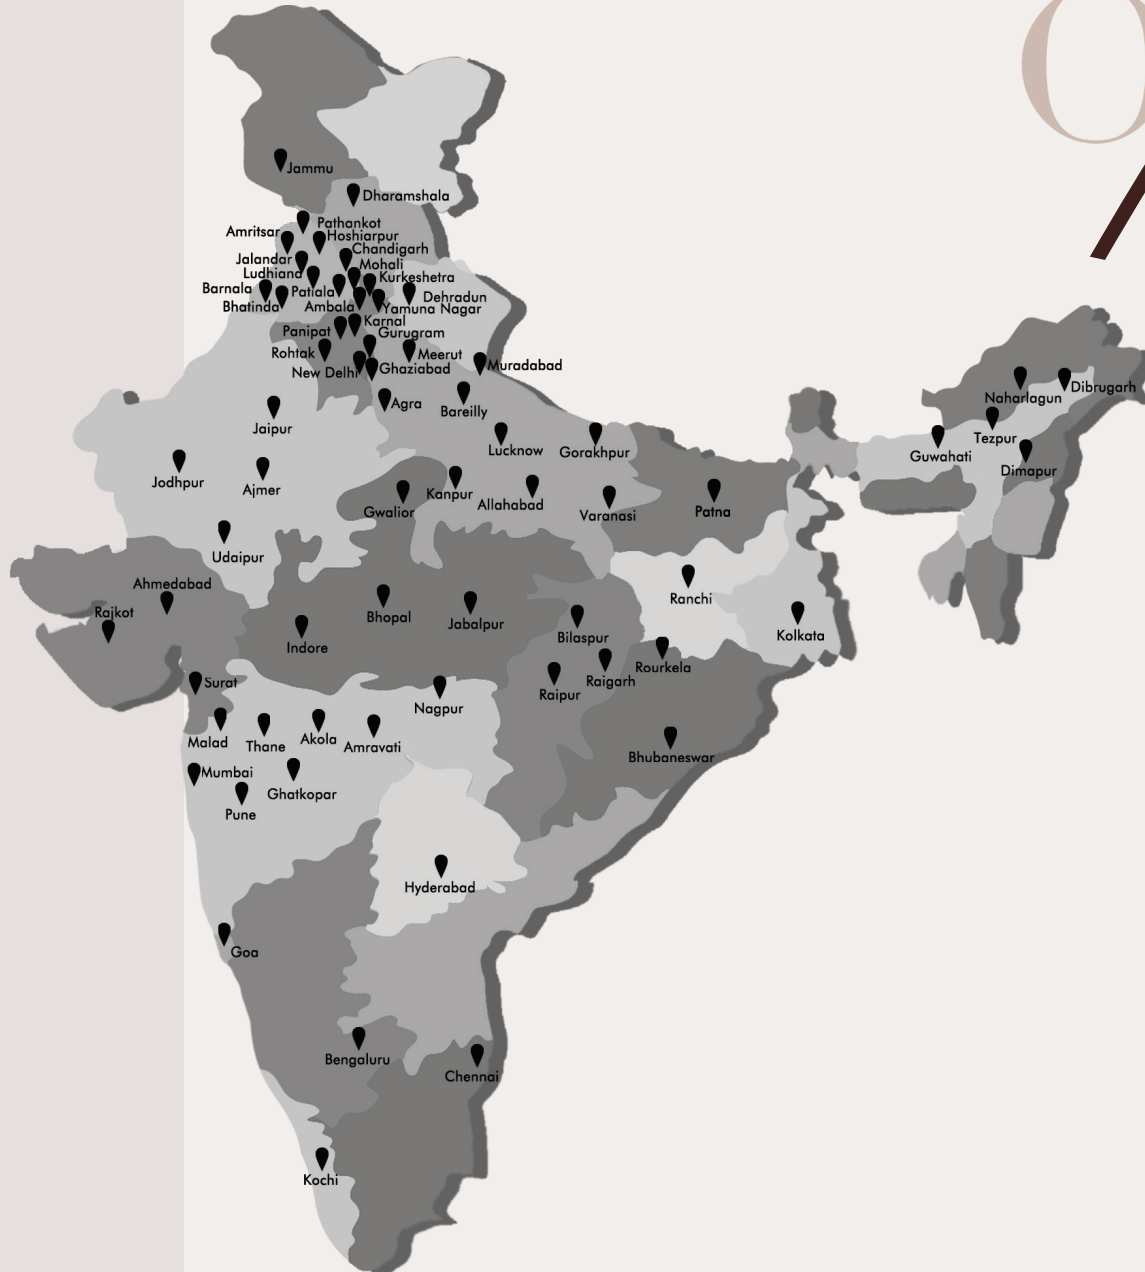 0
Jammu
Dharamshala
Pathankot
Amritsar
Hoshiarpur
Chandigarh
Jalandar
Mohali
Ludhiana
Kurkeshetra
Barnala
Patiala
Dehradun
Bhatinda
Ambala
Yamuna Nagar
Karnal
Panipat
Gurugram
Rohtak
Meerut
New Delhi
Ghaziabad
Muradabad
Agra
Bareilly
Jaipur
Lucknow
Gorakhpur
Jodhpur
Ajmer
Kanpur
Allahabad
Gwalior
Varanasi
Patna
Naharlagun
Dibrugarh
Tezpur
Guwahati
Dimapur
Udaipur
Ahmedabad
Rajkot
Bhopal
Jabalpur
Indore
Ranchi
Kolkata
Bilaspur
Rourkela
Raigarh
Raipur
Surat
Nagpur
Malad
Thane
Akola
Amravati
Bhubaneswar
Mumbai
Ghatkopar
Pune
Hyderabad
Goa
Bengaluru
Chennai
Kochi